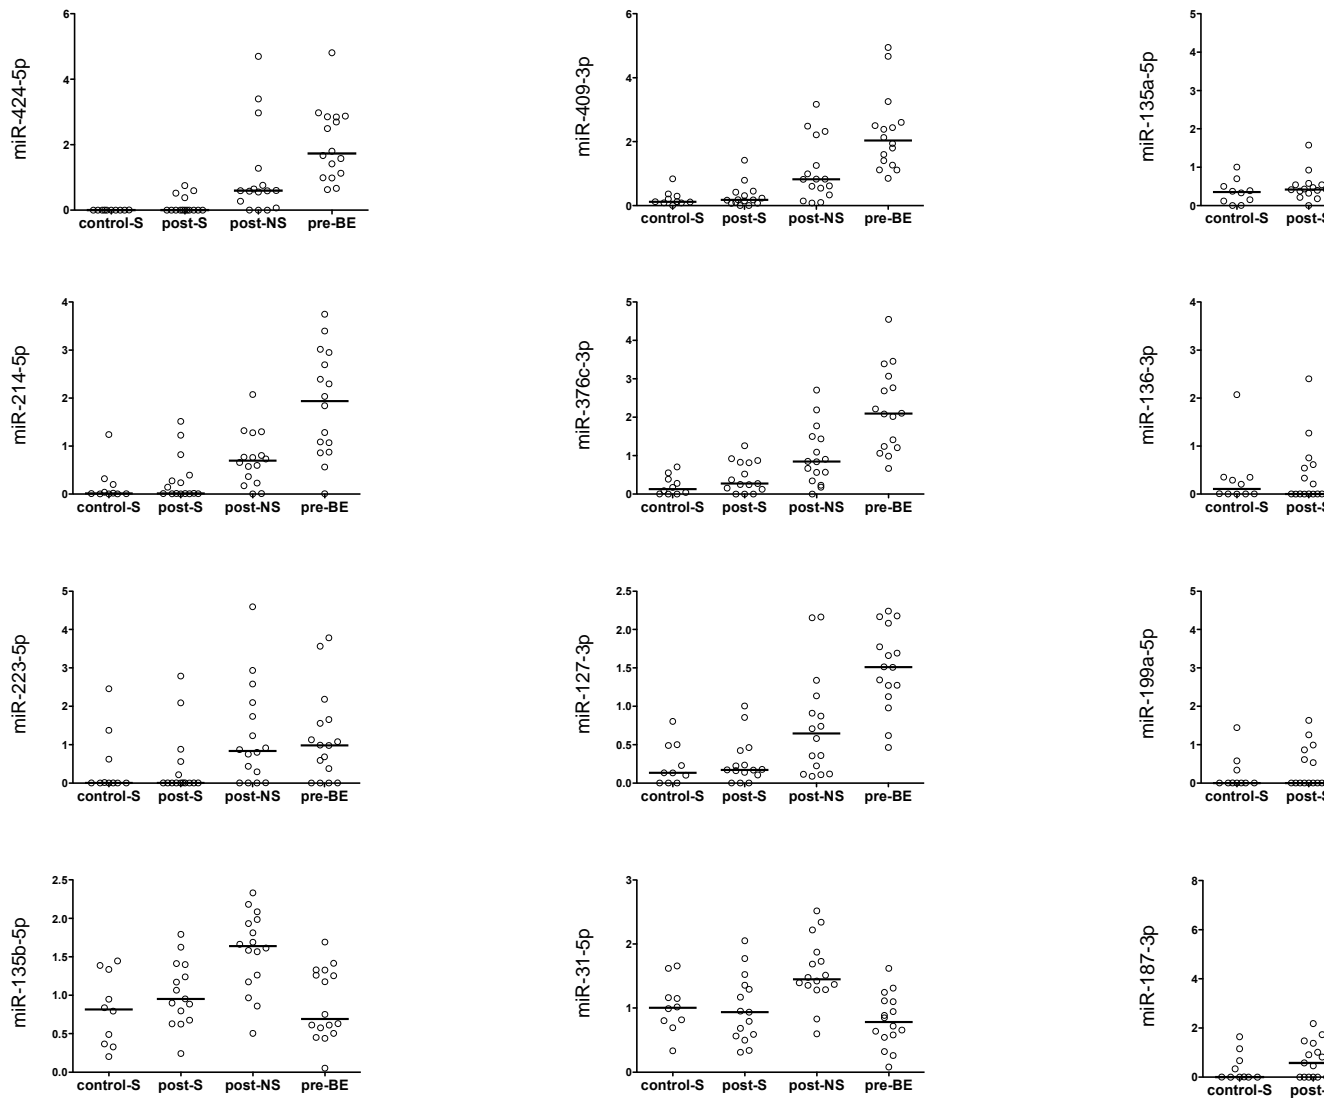 miR-424-5p
6
4
2
0
control-S post-S post-NS pre-BE
miR-409-3p
6
4
2
0
control-S post-S post-NS pre-BE
miR-135a-5p
5
4
3
2
1
0
control-S post-S
miR-214-5p
4
3
2
1
0
control-S post-S post-NS pre-BE
miR-376c-3p
5
4
3
2
1
0
control-S post-S post-NS pre-BE
miR-136-3p
4
3
2
1
0
control-S post-S
miR-223-5p
5
4
3
2
1
0
control-S post-S post-NS pre-BE
miR-127-3p
2.5
2.0
1.5
1.0
0.5
0.0
control-S post-S post-NS pre-BE
miR-199a-5p
5
4
3
2
1
0
control-S post-S
miR-135b-5p
2.5
2.0
1.5
1.0
0.5
0.0
control-S post-S post-NS pre-BE
miR-31-5p
3
2
1
0
control-S post-S post-NS pre-BE
miR-187-3p
8
6
4
2
0
control-S post-